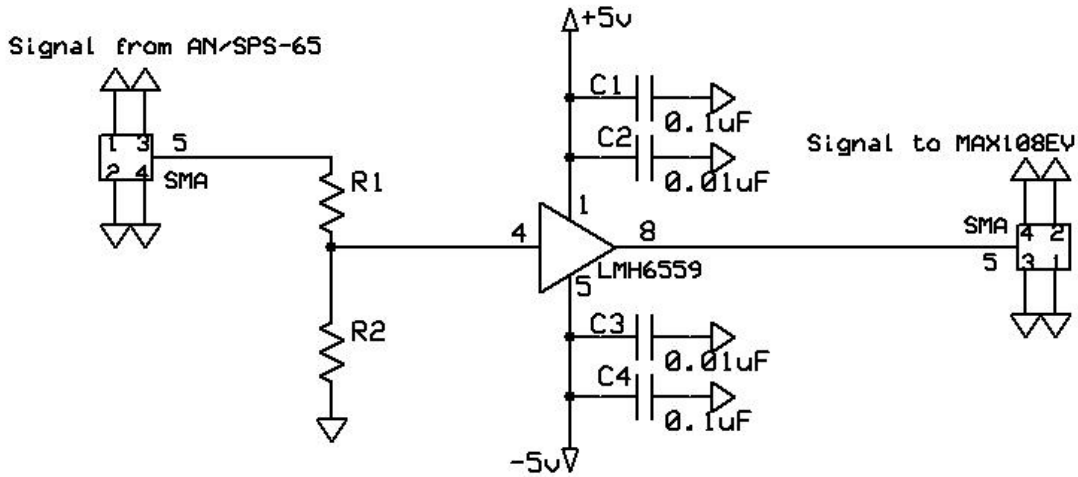 +5v
Signal from AN/SPS-65
C1
0.1uF
1 3
5
C2
Signal to MAX108EV
2 4
SMA
0.01uF
R1
1
4
8
SMA
4 2
LMH6559
5
3 1
5
R2
C3
0.01uF
C4
0.1uF
-5v